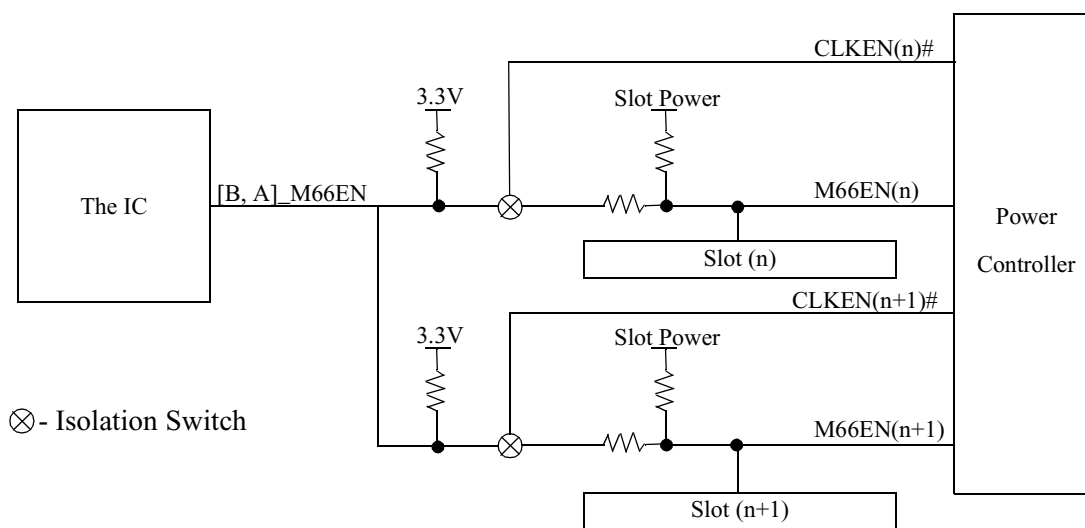 CLKEN(n)#
3.3V
Slot Power
The IC
[B, A]_M66EN
M66EN(n)
Power
Controller
Slot (n)
CLKEN(n+1)#
3.3V
Slot Power
⊗- Isolation Switch
M66EN(n+1)
Slot (n+1)